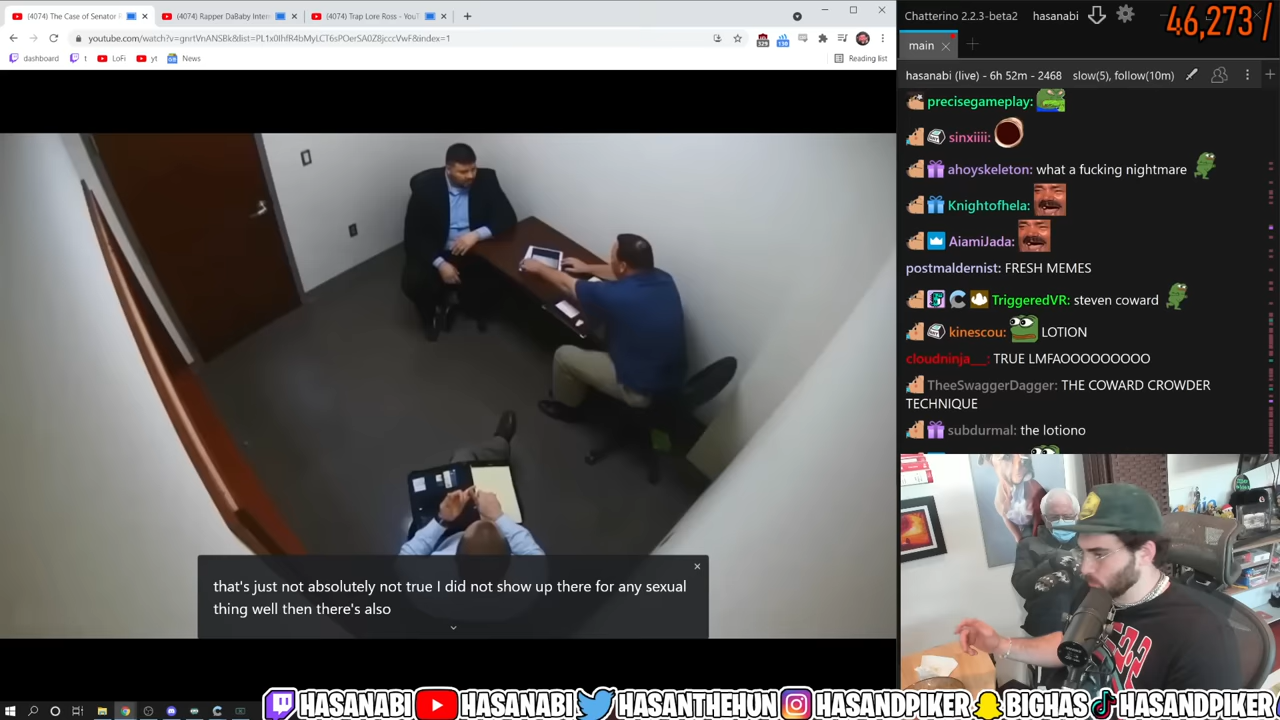 (4074) The Case of Senator R
(4074) Rapper DaBaby Inter
(4074) Trap Lore Ross - YouT
youtube.com/watch?v=gnrtVnANSBk&list=PL1x0lhfR4bMyLCT6sPOerSA0Z8jcccVwF&index=1
dashboard
t
LoFi
yt
News
Reading list
that's just not absolutely not true I did not show up there for any sexual
thing well then there's also
Chatterino 2.2.3-beta2
hasanabi
46,273 /
main
hasanabi (live) - 6h 52m - 2468 slow(5), follow(10m)
precisegameplay:
sinxiiii:
ahoyskeleton: what a fucking nightmare
Knightofhela:
AiamiJada:
postmaldernist: FRESH MEMES
TriggeredVR: steven coward
kinescou: LOTION
cloudninja__: TRUE LMFAOOOOOOOOO
TheeSwaggerDagger: THE COWARD CROWDER
TECHNIQUE
subdurmal: the lotiono
HASANABI HASANABI HASANTHEHUN HASANDPIKER BIGHAS HASANDPIKER